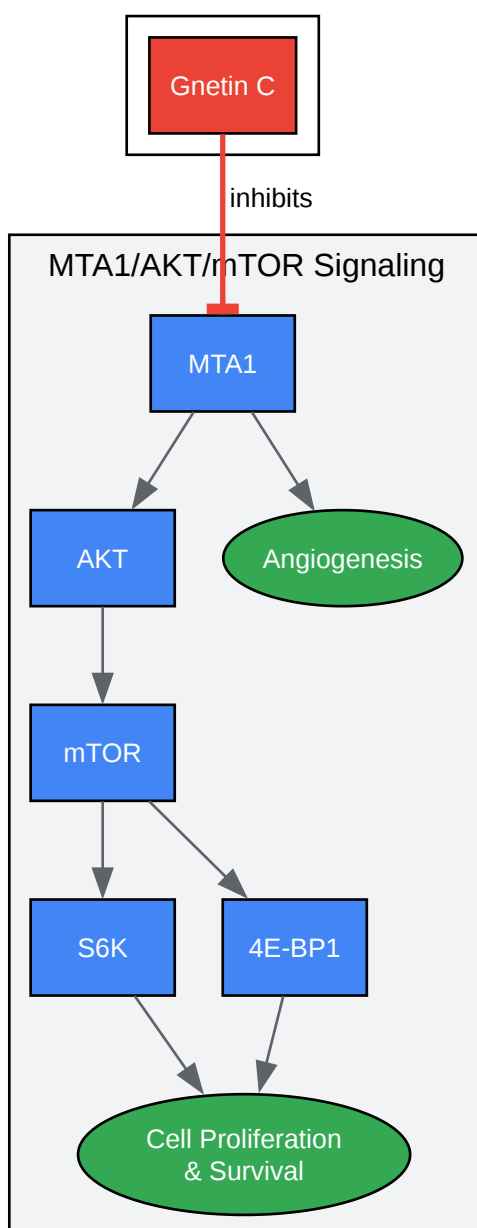 Gnetin C
inhibits
MTA1/AKT/mTOR Signaling
MTA1
AKT
Angiogenesis
mTOR
S6K
4E-BP1
Cell Proliferation
& Survival